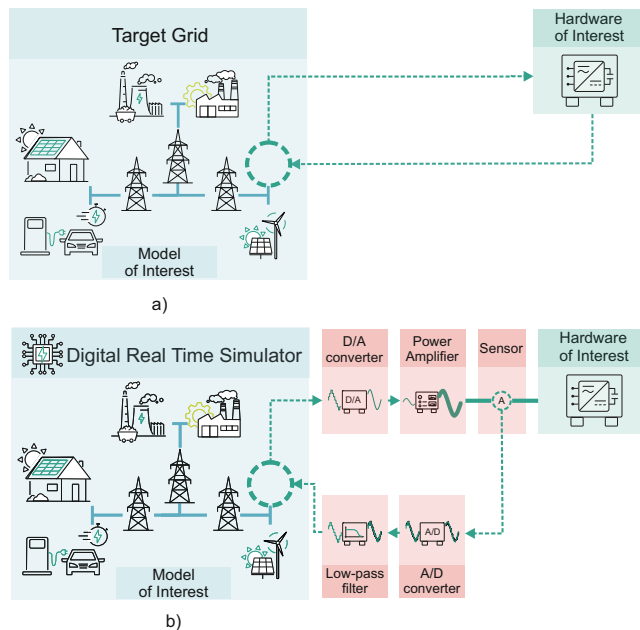 Target Grid
Hardware
of Interest
Model
of Interest
a)
Digital Real Time Simulator
D/A
converter
Power
Amplifier
Sensor
Hardware
of Interest
D/A
A
A/D
Low-pass
filter
A/D
converter
Model
of Interest
b)